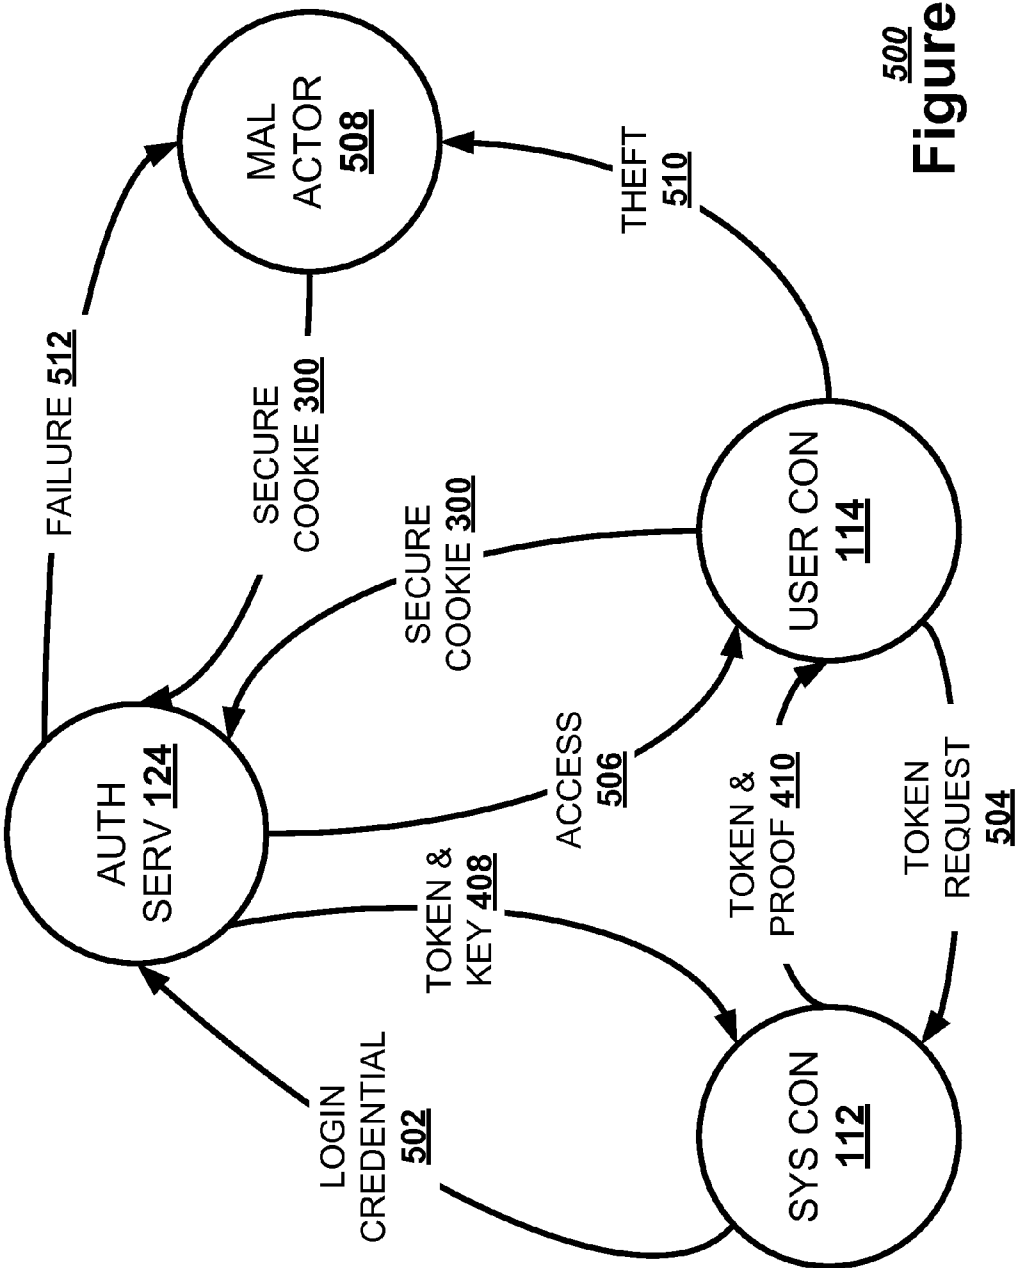 LOGIN
CREDENTIAL
502
AUTH
SERV 124
FAILURE 512
MAL
ACTOR
508
SECURE
COOKIE 300
SECURE
COOKIE 300
TOKEN &
KEY 408
ACCESS
506
THEFT
510
SYS CON
112
TOKEN &
PROOF 410
USER CON
114
TOKEN
REQUEST
504
500
Figure